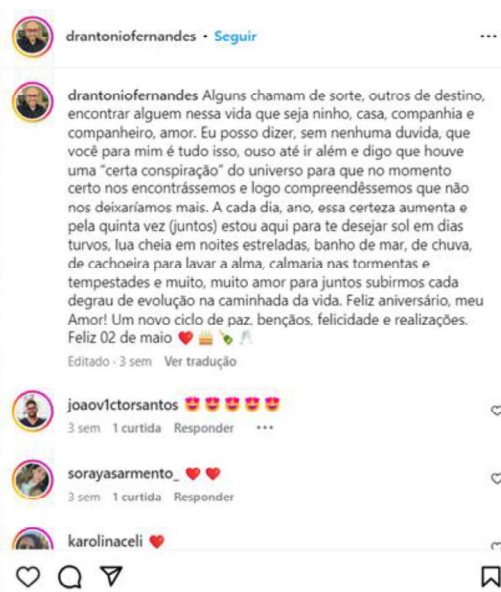 drantoniofernandes • Seguir
drantoniofernandes Alguns chamam de sorte, outros de destino,
encontrar alguem nessa vida que seja ninho, casa, companhia e
companheiro, amor. Eu posso dizer, sem nenhuma duvida, que
você para mim é tudo isso, ouso até ir além e digo que houve
uma "certa conspiração" do universo para que no momento
certo nos encontrássemos e logo compreendêssemos que não
nos deixaríamos mais. A cada dia, ano, essa certeza aumenta e
pela quinta vez (juntos) estou aqui para te desejar sol em dias
turvos, lua cheia em noites estreladas, banho de mar, de chuva,
de cachoeira para lavar a alma, calmaria nas tormentas e
tempestades e muito, muito amor para juntos subirmos cada
degrau de evolução na caminhada da vida. Feliz aniversário, meu
Amor! Um novo ciclo de paz, bençãos, felicidade e realizações.
Feliz 02 de maio ❤️ 🎂 🍾 🥂
Editado · 3 sem Ver tradução
joaov1ctorsantos 😍 😍 😍 😍 😍
3 sem 1 curtida Responder •••
sorayasarmento_ ❤️ ❤️
3 sem 1 curtida Responder
karolinaceli ❤️